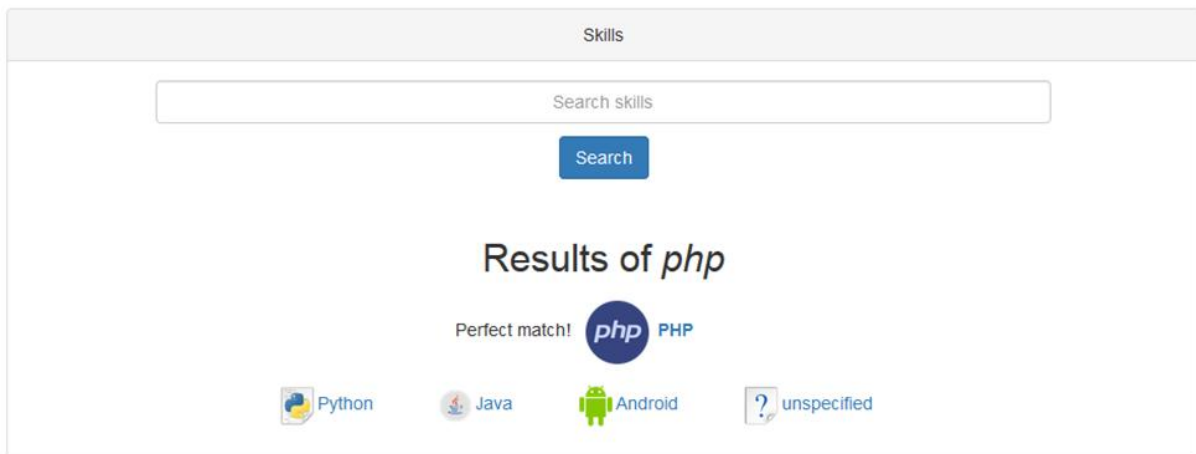 Skills
Search skills
Search
Results of php
Perfect match! php PHP
Python Java Android ? unspecified